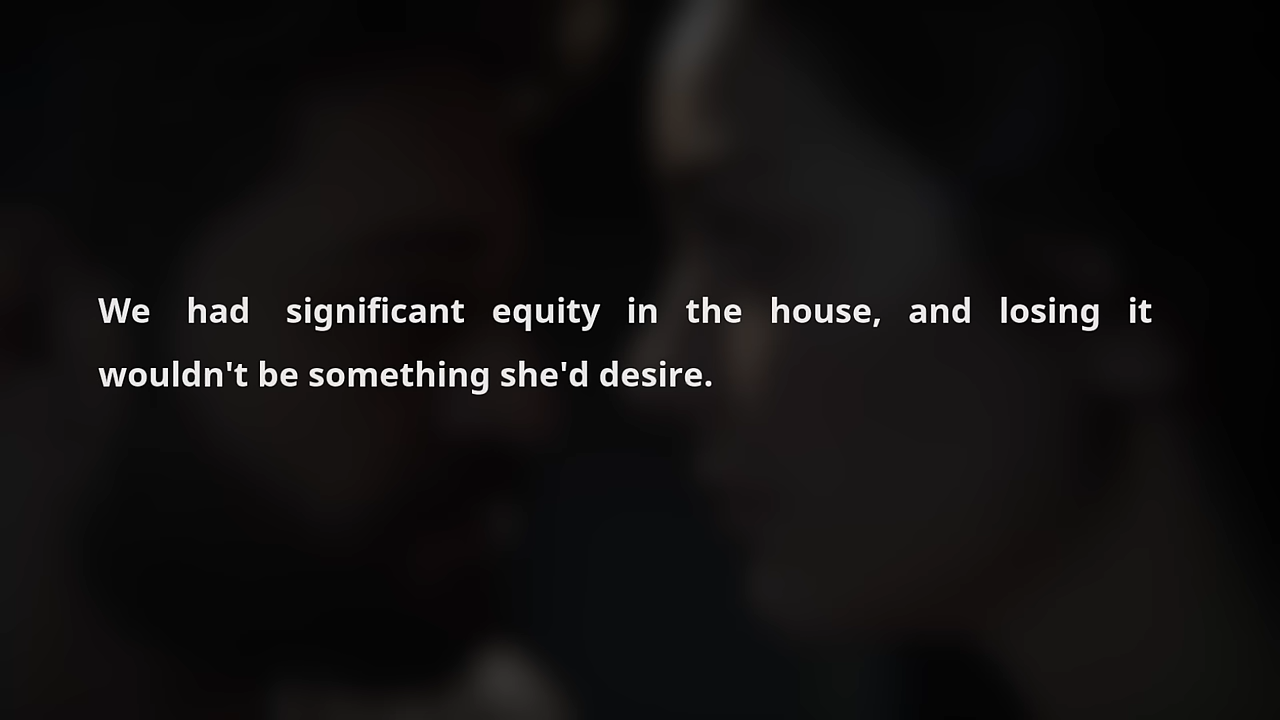 We had significant equity in the house, and losing it
wouldn't be something she'd desire.